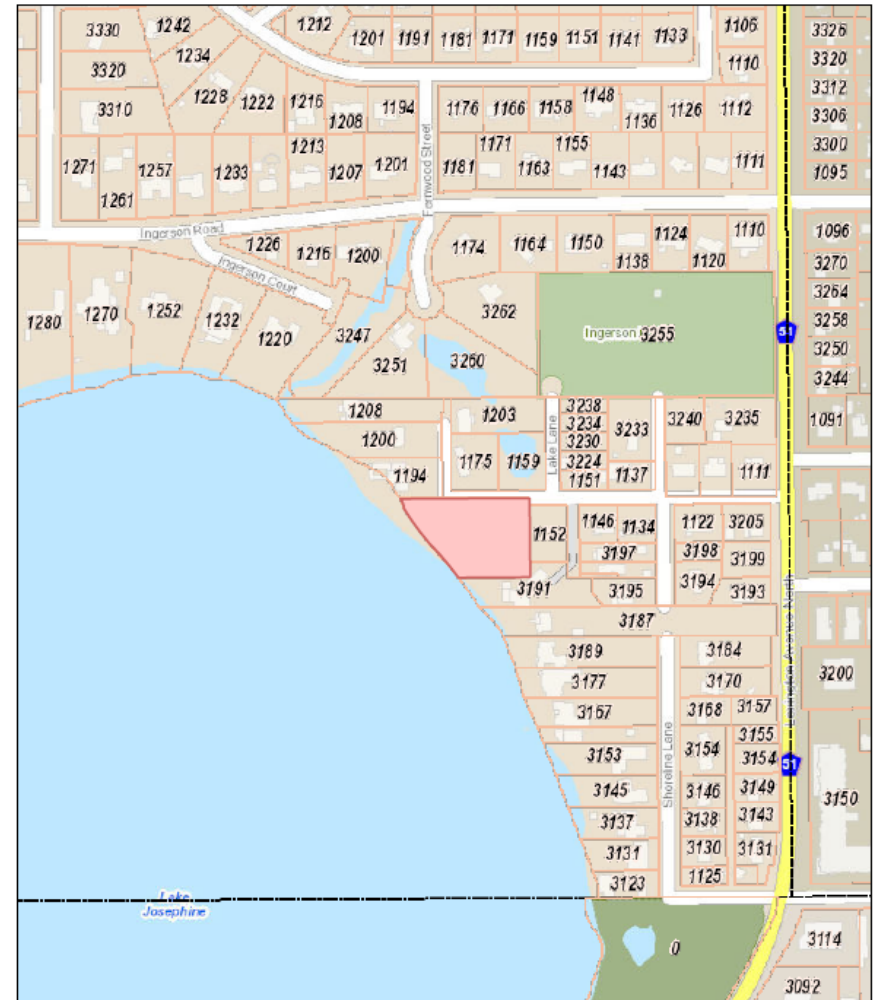 3330 1242 1212 1201 1191 1181 1171 1159 1151 1141 1133 1106 3326
3320 1234 1110 3320
3310 1228 1222 1216 1208 1194 1176 1166 1158 1148 1136 1126 1112 3312
3306
1271 1261 1257 1233 1213 1207 1201 Fernwood Street 1181 1171 1163 1155 1143 1111 3300
1095
Ingerson Road
1226 1216 1200 1174 1164 1150 1138 1124 1120 1110 1096
Ingerson Court
3270
1280 1270 1252 1232 1220 3247 3251 3262 3260 Ingerson 3255 51 3264
3258
3250
3244
1208 1203 Lake Lane 3238 3233 3240 3235 1091
3234
1200 3230
1194 1175 1159 3224 1137 1111
1151
1152 1146 1134 1122 3205
3197 3198 3199
3191 3195 3194 3193
3187
Lexington Avenue North
3189 3184 3200
3177 3170
3167 3168 3157
Shoreline Lane
3155
3153 3154 3154 51
3145 3146 3149 3150
3137 3138 3143
3131 3130 3131
3123 1125
Lake
Josephine
0 3114
3092